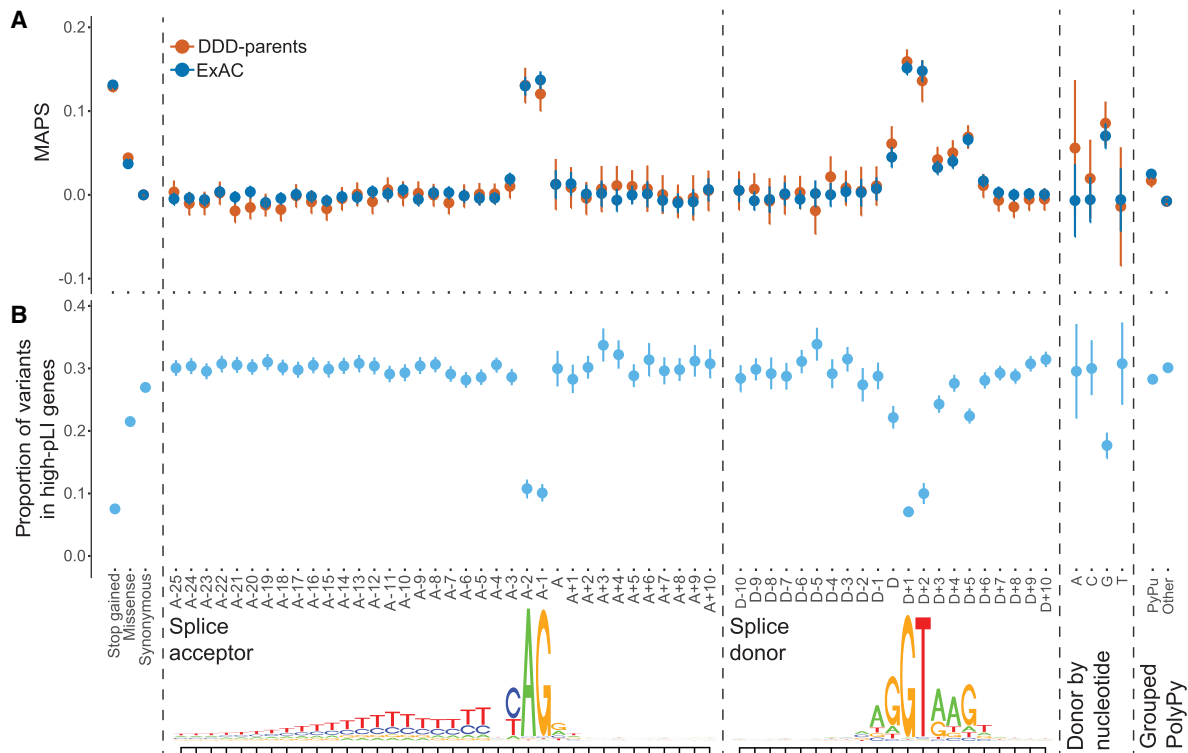 A
0.2
0.1
0.0
-0.1
MAPS
DDD-parents
ExAC
B
0.4
0.3
0.2
0.1
0.0
Proportion of variants
in high-pLI genes
Stop gained
Missense
Synonymous
A-25
A-24
A-23
A-22
A-21
A-20
A-19
A-18
A-17
A-16
A-15
A-14
A-13
A-12
A-11
A-10
A-9
A-8
A-7
A-6
A-5
A-4
A-3
A-2
A-1
A
A+1
A+2
A+3
A+4
A+5
A+6
A+7
A+8
A+9
A+10
D-10
D-9
D-8
D-7
D-6
D-5
D-4
D-3
D-2
D-1
D
D+1
D+2
D+3
D+4
D+5
D+6
D+7
D+8
D+9
D+10
A
C
G
T
PyPu
Other
Splice
acceptor
Splice
donor
Donor by
nucleotide
Grouped
PolyPy
CAG
AGGTAAG